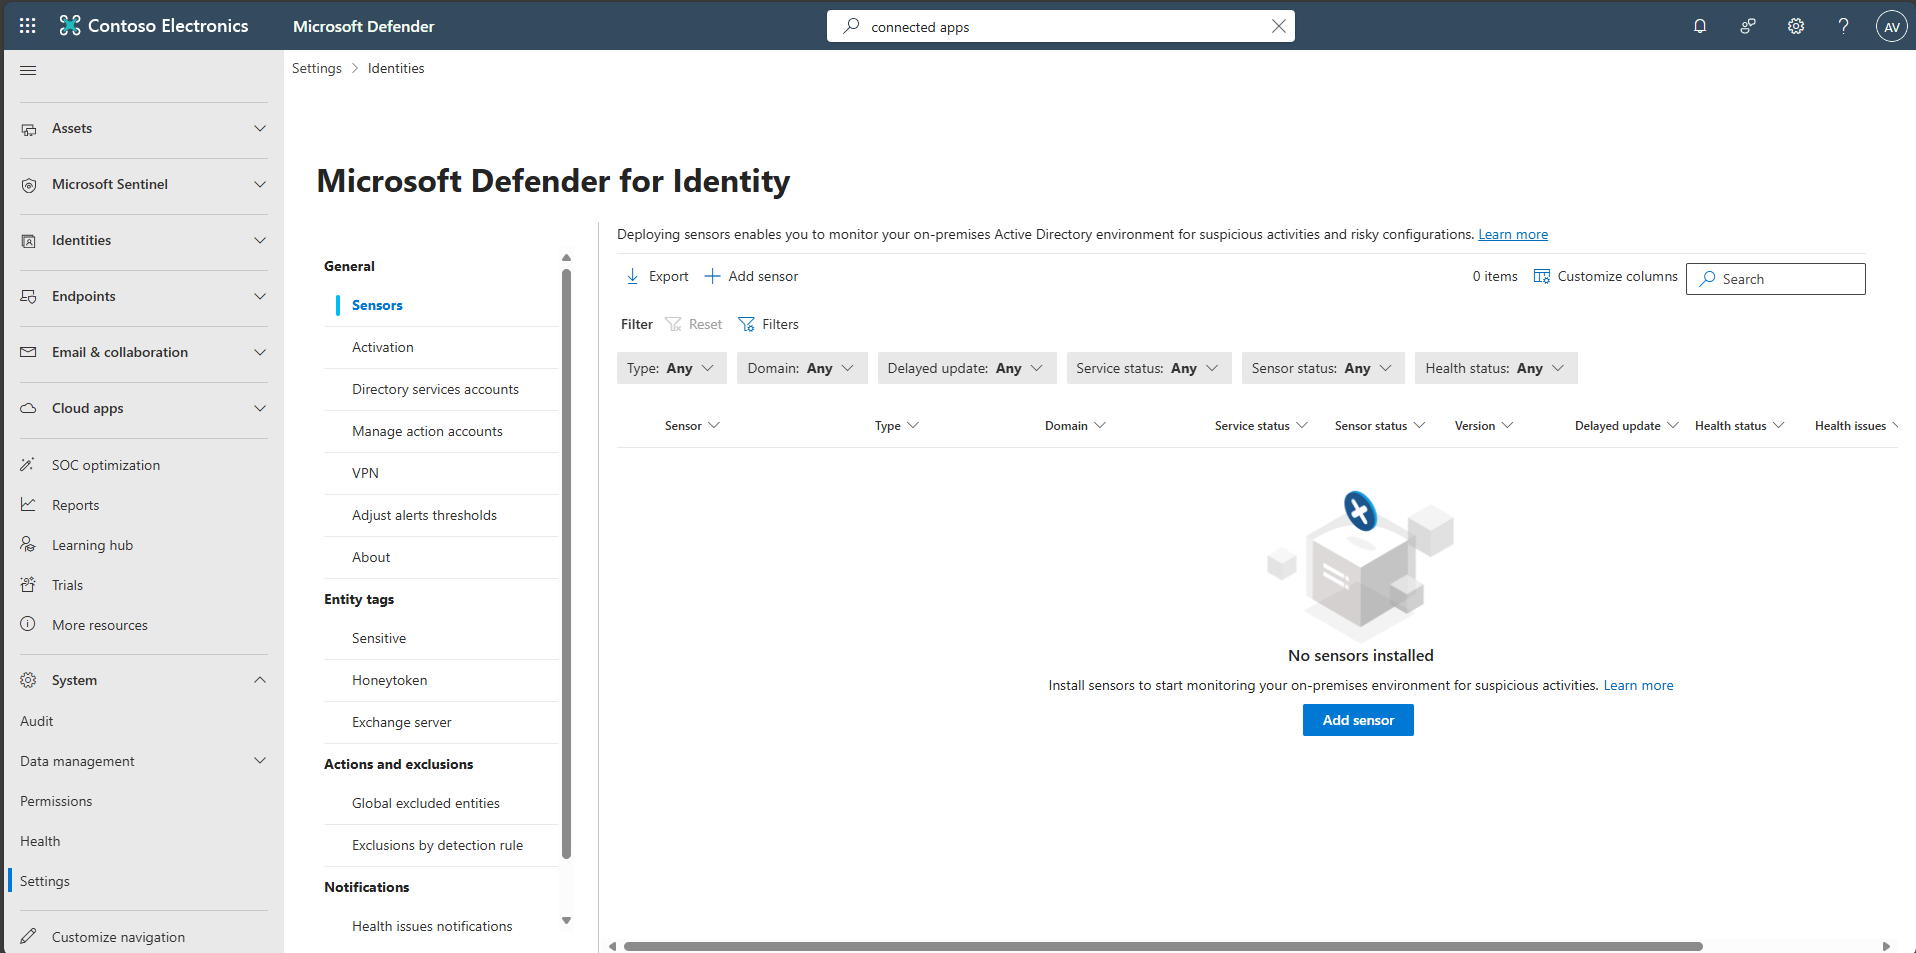 Contoso Electronics
Microsoft Defender
connected apps
AV
Settings > Identities
Assets
Microsoft Sentinel
Identities
Endpoints
Email & collaboration
Cloud apps
SOC optimization
Reports
Learning hub
Trials
More resources
System
Audit
Data management
Permissions
Health
Settings
Customize navigation
Microsoft Defender for Identity
General
Sensors
Activation
Directory services accounts
Manage action accounts
VPN
Adjust alerts thresholds
About
Entity tags
Sensitive
Honeytoken
Exchange server
Actions and exclusions
Global excluded entities
Exclusions by detection rule
Notifications
Health issues notifications
Deploying sensors enables you to monitor your on-premises Active Directory environment for suspicious activities and risky configurations. Learn more
Export Add sensor 0 items Customize columns Search
Filter Reset Filters
Type: Any Domain: Any Delayed update: Any Service status: Any Sensor status: Any Health status: Any
Sensor Type Domain Service status Sensor status Version Delayed update Health status Health issues
No sensors installed
Install sensors to start monitoring your on-premises environment for suspicious activities. Learn more
Add sensor